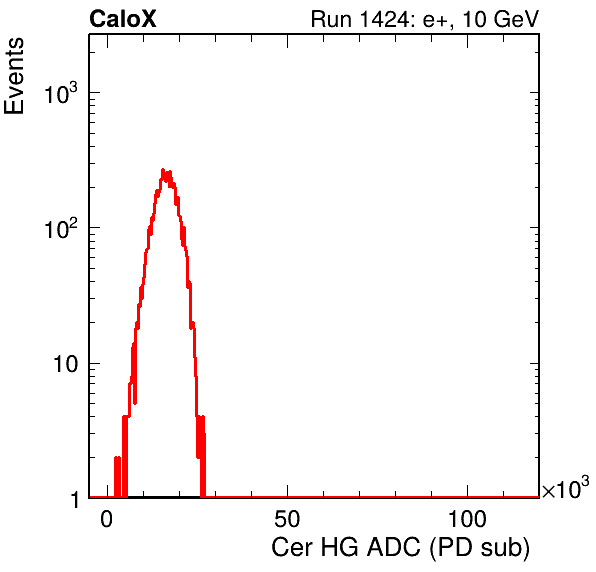 CaloX Run 1424: e+, 10 GeV
Events
10³
10²
10
1
0 50 100 ×10³
Cer HG ADC (PD sub)